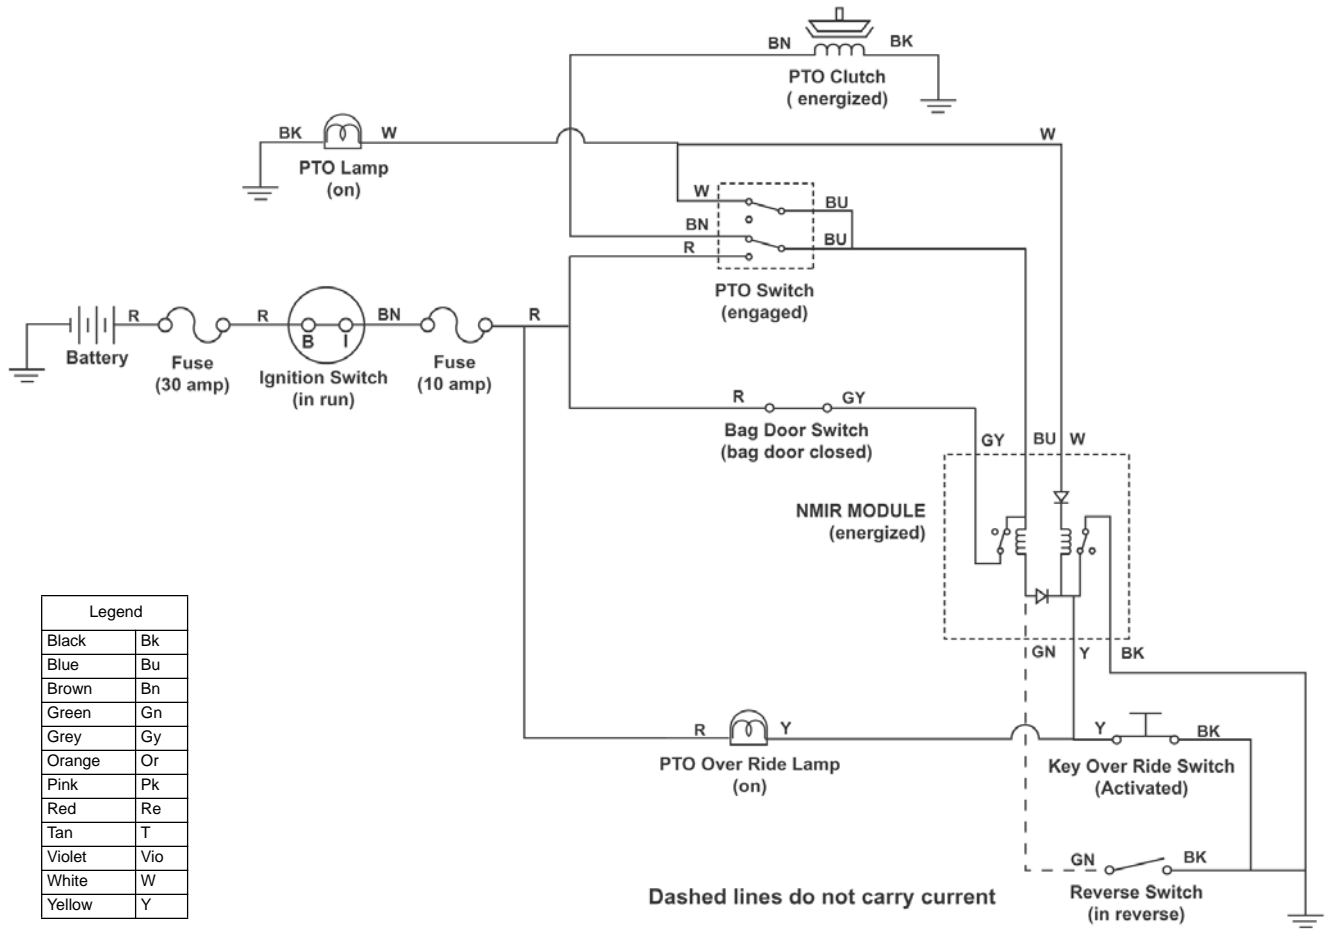 BN
BK
PTO Clutch
( energized)
BK
W
W
PTO Lamp
(on)
W
BU
BN
BU
R
PTO Switch
(engaged)
R
R
BN
R
B
I
Battery
Fuse
(30 amp)
Ignition Switch
(in run)
Fuse
(10 amp)
R
GY
Bag Door Switch
(bag door closed)
GY
BU
W
NMIR MODULE
(energized)
Legend
Black Bk
Blue Bu
Brown Bn
Green Gn
Grey Gy
Orange Or
Pink Pk
Red Re
Tan T
Violet Vio
White W
Yellow Y
GN
Y
BK
R
Y
PTO Over Ride Lamp
(on)
Y
BK
Key Over Ride Switch
(Activated)
GN
BK
Reverse Switch
(in reverse)
Dashed lines do not carry current